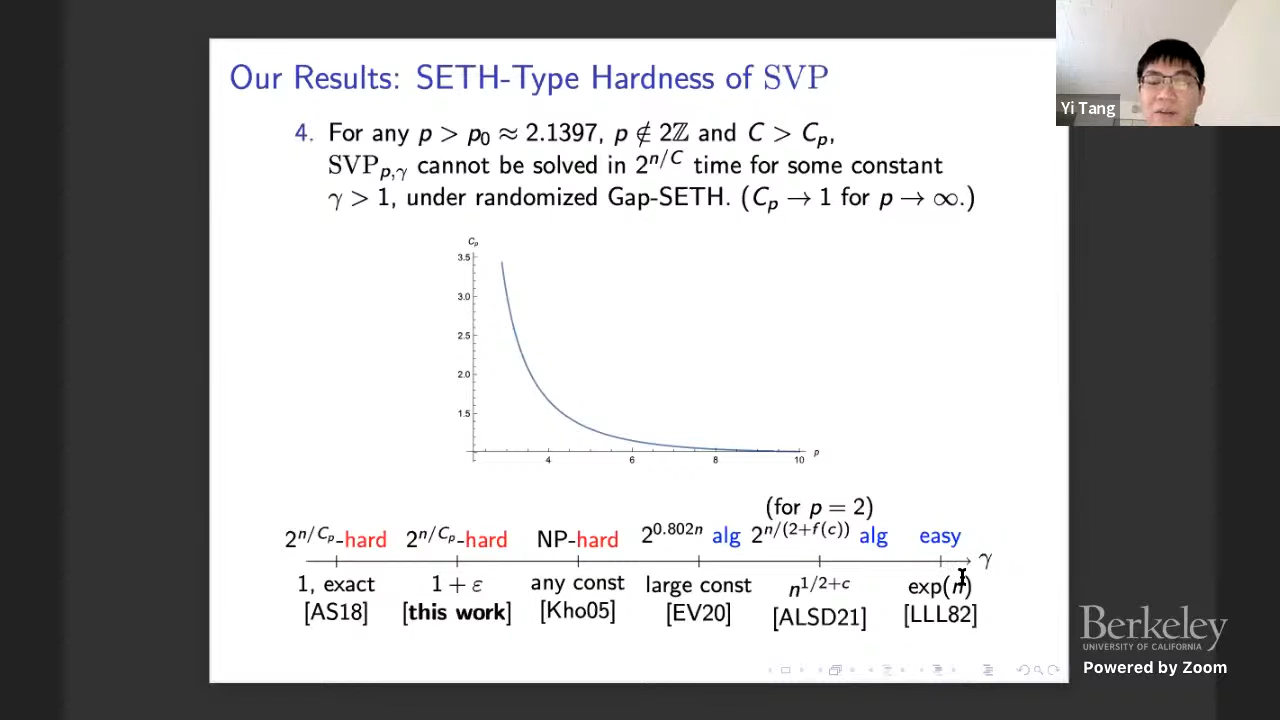 Our Results: SETH-Type Hardness of SVP
4. For any p > p₀ ≈ 2.1397, p ∉ 2ℤ and C > Cₚ,
SVP_{p,γ} cannot be solved in 2^{n/C} time for some constant
γ > 1, under randomized Gap-SETH. (Cₚ → 1 for p → ∞.)
Cₚ
3.5
3.0
2.5
2.0
1.5
4 6 8 10 p
(for p = 2)
2^{n/Cₚ}-hard 2^{n/Cₚ}-hard NP-hard 2^{0.802n} alg 2^{n/(2+f(c))} alg easy
γ
1, exact 1 + ε any const large const n^{1/2+c} exp(n)
[AS18] [this work] [Kho05] [EV20] [ALSD21] [LLL82]
Yi Tang
Berkeley
UNIVERSITY OF CALIFORNIA
Powered by Zoom